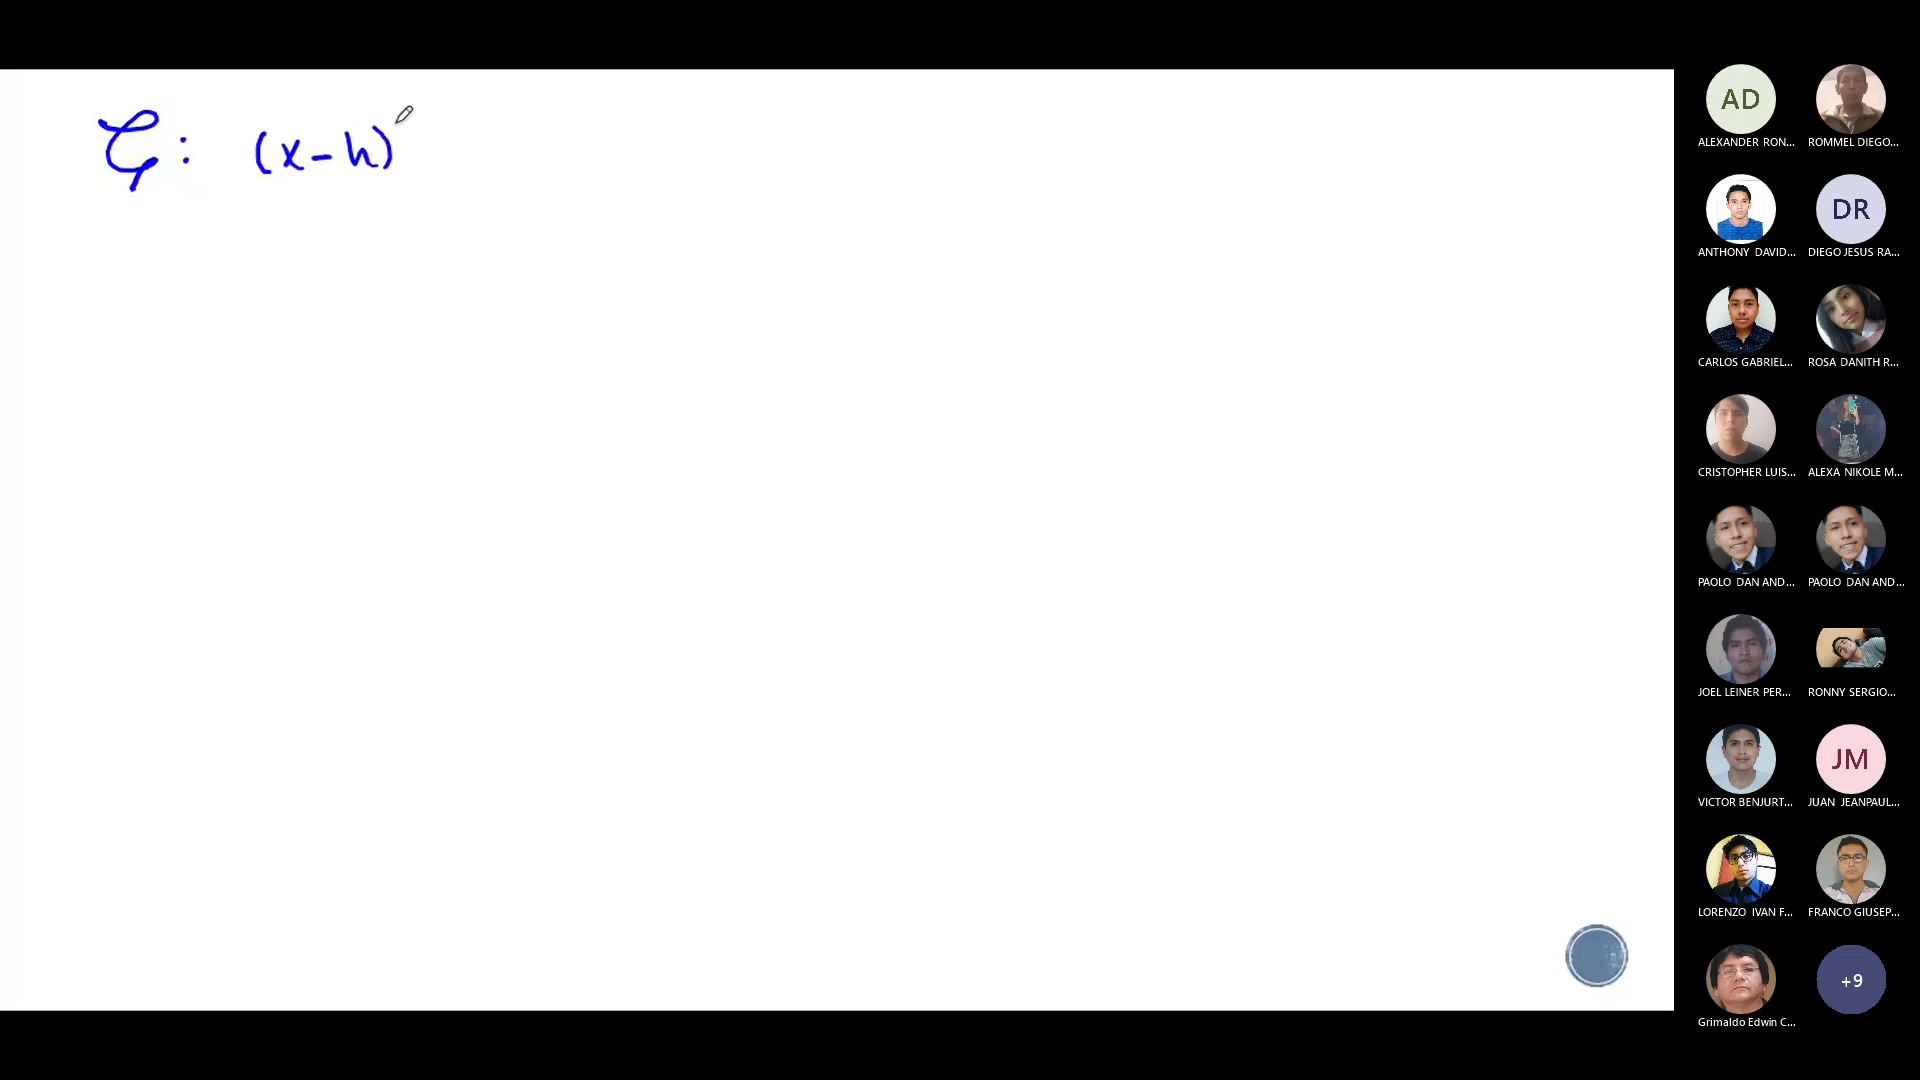 C: (x-h)
AD
ALEXANDER RON...
ROMMEL DIEGO...
ANTHONY DAVID...
DR
DIEGO JESUS RA...
CARLOS GABRIEL...
ROSA DANITH R...
CRISTOPHER LUIS...
ALEXA NIKOLE M...
PAOLO DAN AND...
PAOLO DAN AND...
JOEL LEINER PER...
RONNY SERGIO...
VICTOR BENJURT...
JM
JUAN JEANPAUL...
LORENZO IVAN F...
FRANCO GIUSEP...
Grimaldo Edwin C...
+9